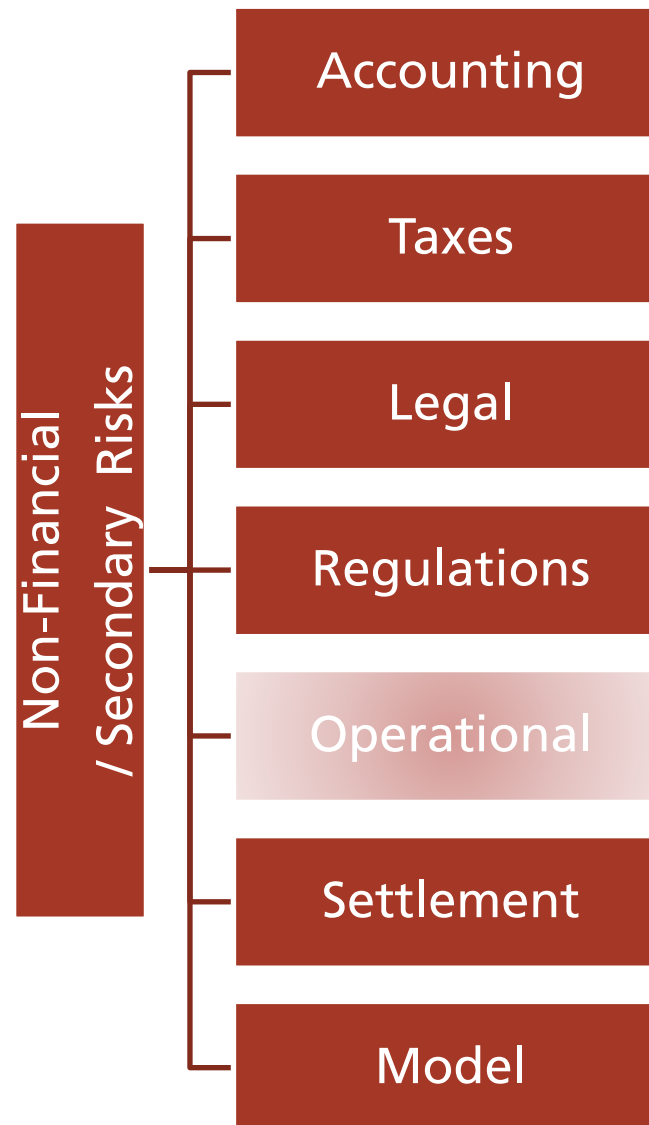 Non-Financial
/ Secondary Risks
Accounting
Taxes
Legal
Regulations
Operational
Settlement
Model